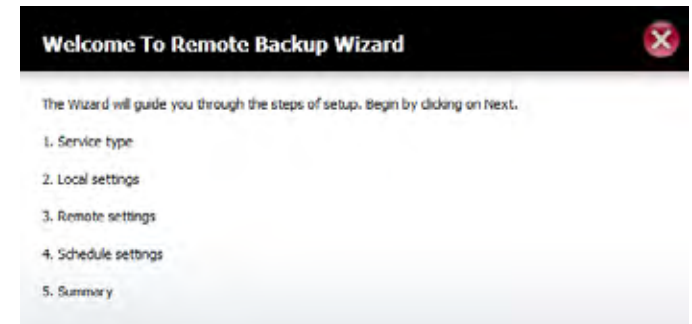 Welcome To Remote Backup Wizard
The Wizard will guide you through the steps of setup. Begin by clicking on Next.
1. Service type
2. Local settings
3. Remote settings
4. Schedule settings
5. Summary